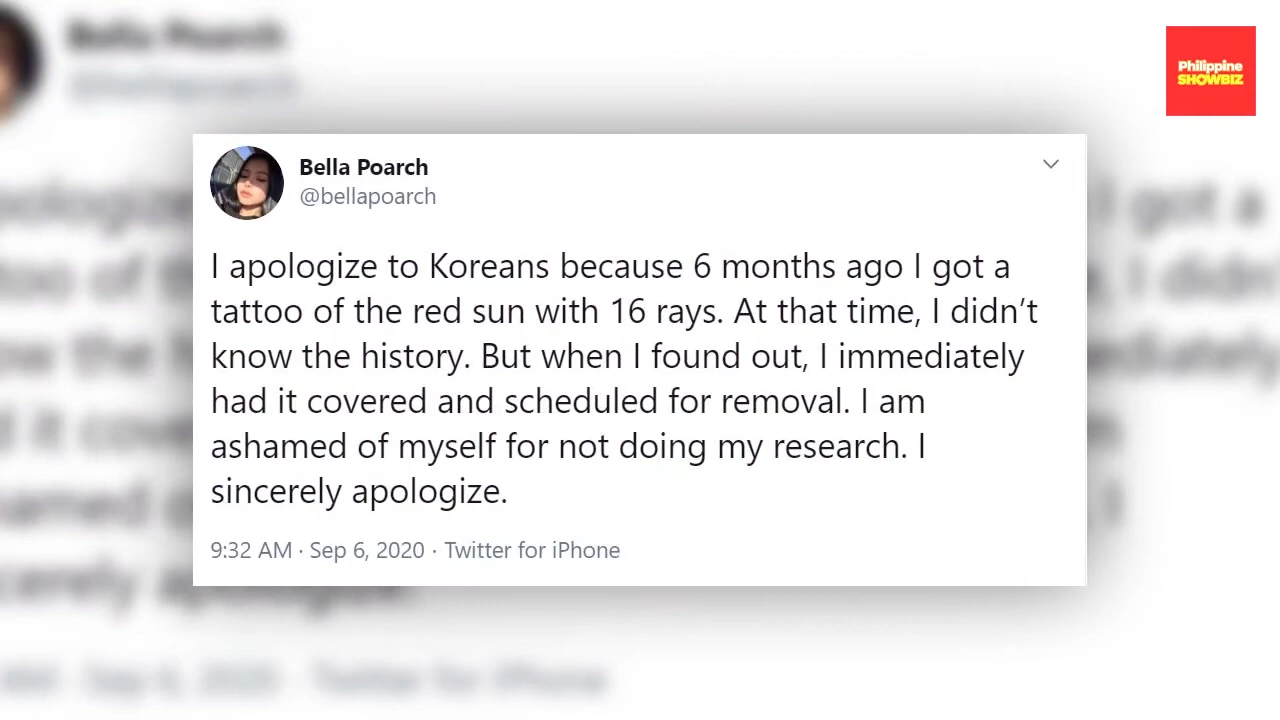 Philippine
SHOWBIZ
Bella Poarch
@bellapoarch
I apologize to Koreans because 6 months ago I got a
tattoo of the red sun with 16 rays. At that time, I didn’t
know the history. But when I found out, I immediately
had it covered and scheduled for removal. I am
ashamed of myself for not doing my research. I
sincerely apologize.
9:32 AM · Sep 6, 2020 · Twitter for iPhone